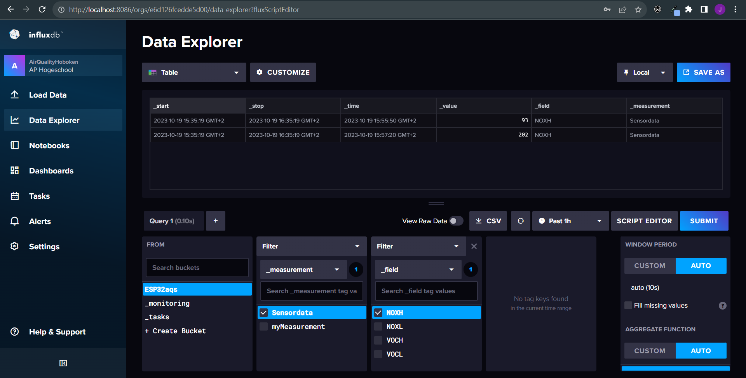 http://localhost:8086/orgs/e6d126fcedde5d00/data-explorer?fluxScriptEditor
influxdb
Data Explorer
A
AirQualityHoboken
AP Hogeschool
Table
CUSTOMIZE
Local
SAVE AS
Load Data
Data Explorer
Notebooks
Dashboards
Tasks
Alerts
Settings
Help & Support
_start _stop _time _value _field _measurement
2023-10-19 15:35:19 GMT+2 2023-10-19 16:35:19 GMT+2 2023-10-19 15:55:50 GMT+2 93 NOXH Sensordata
2023-10-19 15:35:19 GMT+2 2023-10-19 16:35:19 GMT+2 2023-10-19 15:57:20 GMT+2 202 NOXH Sensordata
Query 1 (0.10s)
+
View Raw Data
CSV
Past 1h
SCRIPT EDITOR
SUBMIT
FROM
Search buckets
ESP32aqs
_monitoring
_tasks
+ Create Bucket
Filter
_measurement
1
Search _measurement tag va
Sensordata
myMeasurement
Filter
_field
1
Search _field tag values
NOXH
NOXL
VOCH
VOCL
No tag keys found
in the current time range
WINDOW PERIOD
CUSTOM AUTO
auto (10s)
Fill missing values
?
AGGREGATE FUNCTION
CUSTOM AUTO
J